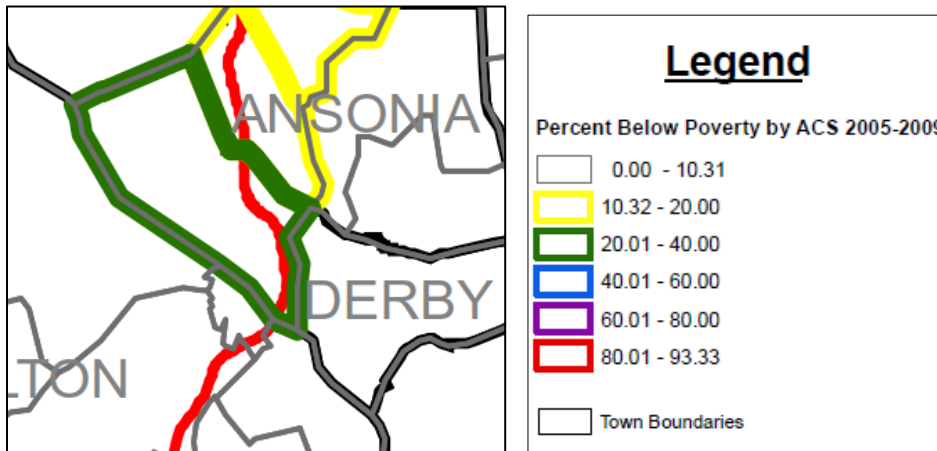 ANSONIA
DERBY
LTON
Legend
Percent Below Poverty by ACS 2005-2009
0.00 - 10.31
10.32 - 20.00
20.01 - 40.00
40.01 - 60.00
60.01 - 80.00
80.01 - 93.33
Town Boundaries